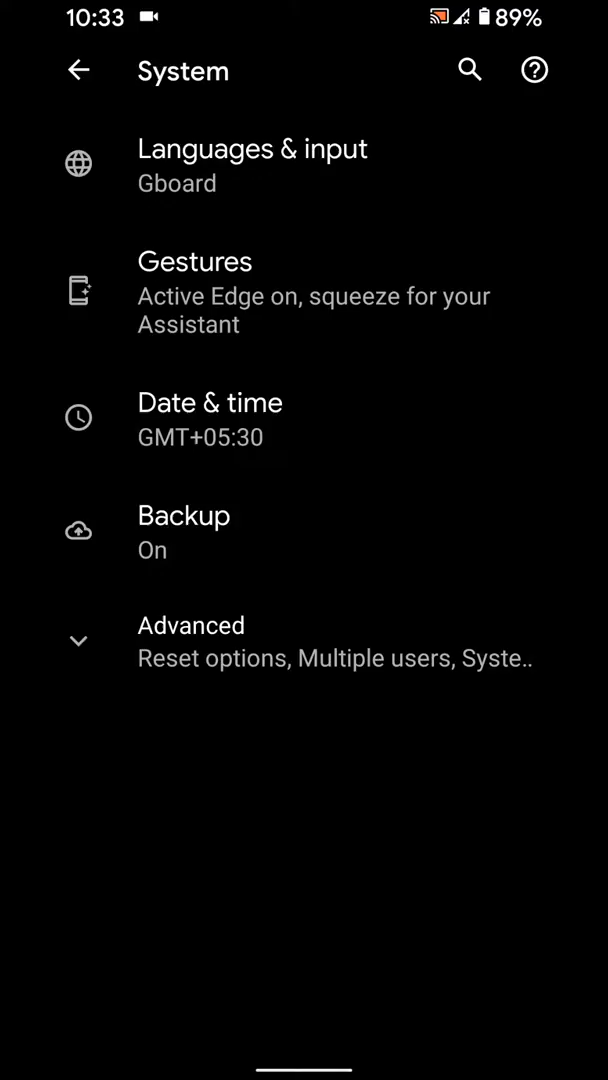 10:33 89%
System
Languages & input
Gboard
Gestures
Active Edge on, squeeze for your
Assistant
Date & time
GMT+05:30
Backup
On
Advanced
Reset options, Multiple users, Syste..